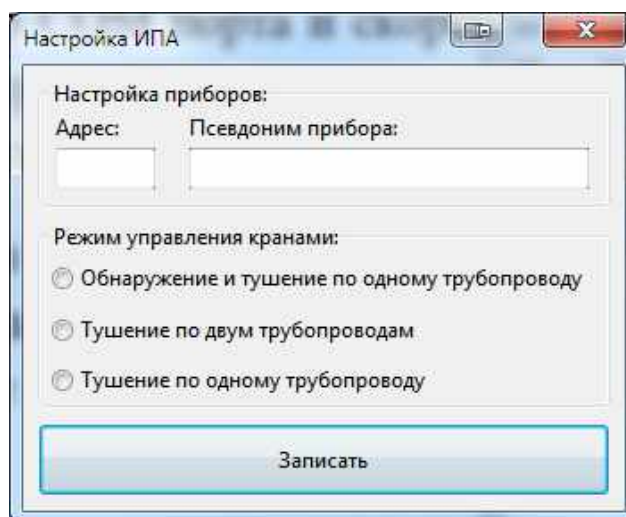 Настройка ИПА
Настройка приборов:
Адрес: Псевдоним прибора:
Режим управления кранами:
Обнаружение и тушение по одному трубопроводу
Тушение по двум трубопроводам
Тушение по одному трубопроводу
Записать